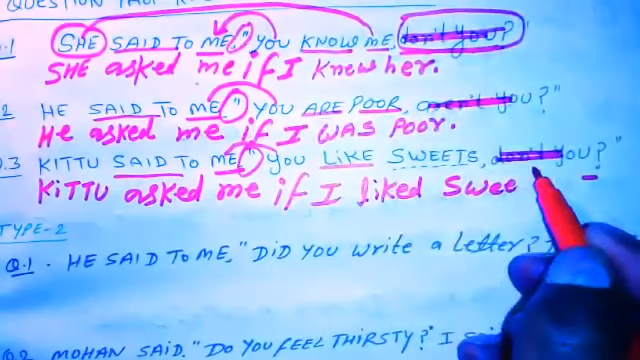 QUESTION
.1 SHE SAID TO ME, "YOU KNOW ME, don't you?"
SHE asked me if I knew her.
2 HE SAID TO ME " YOU ARE POOR, aren't you?"
He asked me if I was Poor.
.3 KITTU SAID TO ME, "YOU LIKE SWEETS, don't you?"
KITTU asked me if I liked Swee
TYPE-2
Q.1. HE SAID TO ME, "DID YOU write a letter? I
Q.2 MOHAN SAID. "DO YOU FEEL THIRSTY?" I